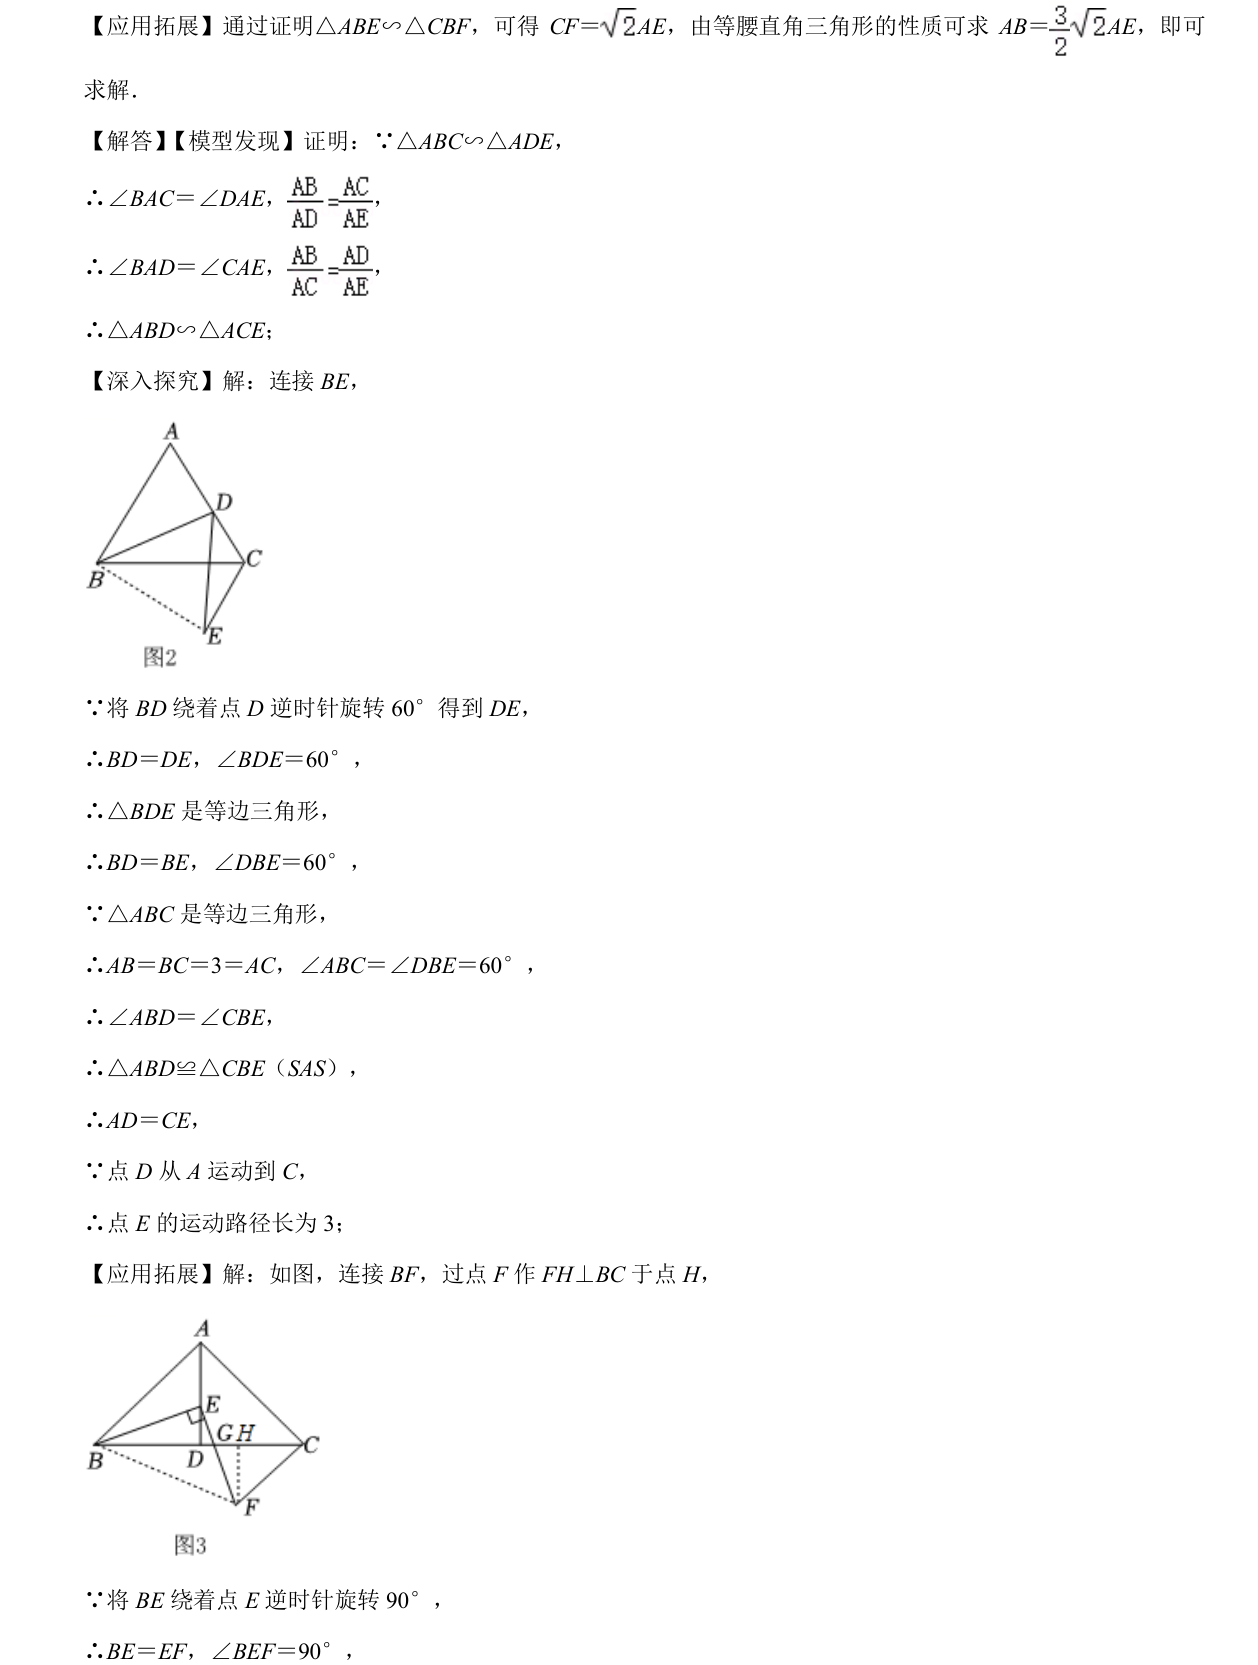 【应用拓展】通过证明△ABE∽△CBF，可得 CF＝√2AE，由等腰直角三角形的性质可求 AB＝3/2√2AE，即可
求解．
【解答】【模型发现】证明：∵△ABC∽△ADE，
∴∠BAC＝∠DAE，AB/AD=AC/AE，
∴∠BAD＝∠CAE，AB/AC=AD/AE，
∴△ABD∽△ACE；
【深入探究】解：连接 BE，
A
D
C
B
E
图2
∵将 BD 绕着点 D 逆时针旋转 60°得到 DE，
∴BD＝DE，∠BDE＝60°，
∴△BDE 是等边三角形，
∴BD＝BE，∠DBE＝60°，
∵△ABC 是等边三角形，
∴AB＝BC＝3＝AC，∠ABC＝∠DBE＝60°，
∴∠ABD＝∠CBE，
∴△ABD≌△CBE（SAS），
∴AD＝CE，
∵点 D 从 A 运动到 C，
∴点 E 的运动路径长为 3；
【应用拓展】解：如图，连接 BF，过点 F 作 FH⊥BC 于点 H，
A
E
G H
B D C
F
图3
∵将 BE 绕着点 E 逆时针旋转 90°，
∴BE＝EF，∠BEF＝90°，